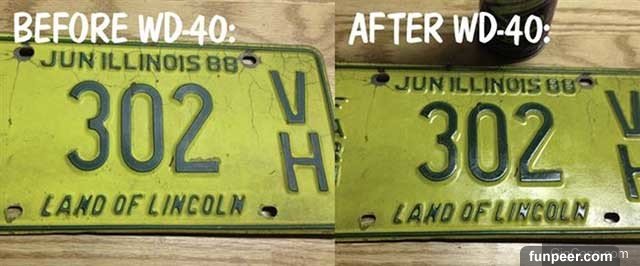 BEFORE WD-40:
JUN ILLINOIS 88
302
VH
LAND OF LINCOLN
AFTER WD-40:
JUN ILLINOIS 88
302
VH
LAND OF LINCOLN
funpeer.com